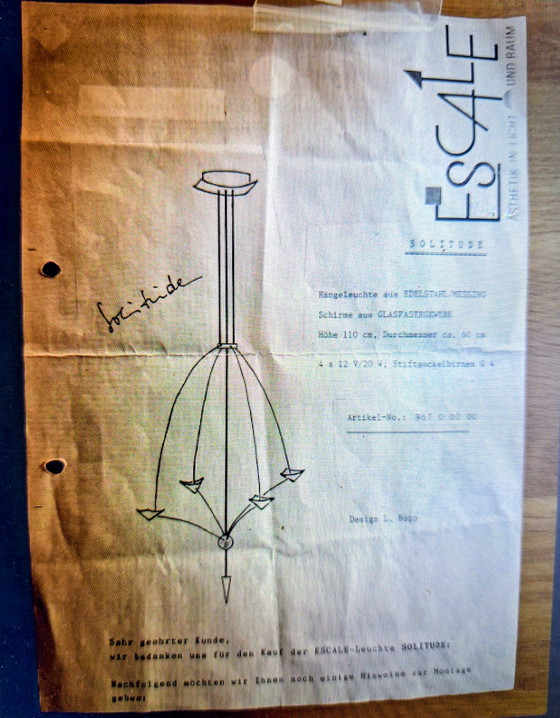 ESCALE
ÄSTHETIK IN LICHT UND RAUM
SOLITUDE
Solitude
Hängeleuchte aus EDELSTAHL/MESSING
Schirme aus GLASFASERGEWEBE
Höhe 110 cm, Durchmesser ca. 60 cm
4 x 12 V/20 W, Stiftsockelbirnen G 4
Artikel-No.: 967 0 00 00
Design L. Bopp
Sehr geehrter Kunde,
wir bedanken uns für den Kauf der ESCALE-Leuchte SOLITUDE;
Nachfolgend möchten wir Ihnen noch einige Hinweise zur Montage
geben: